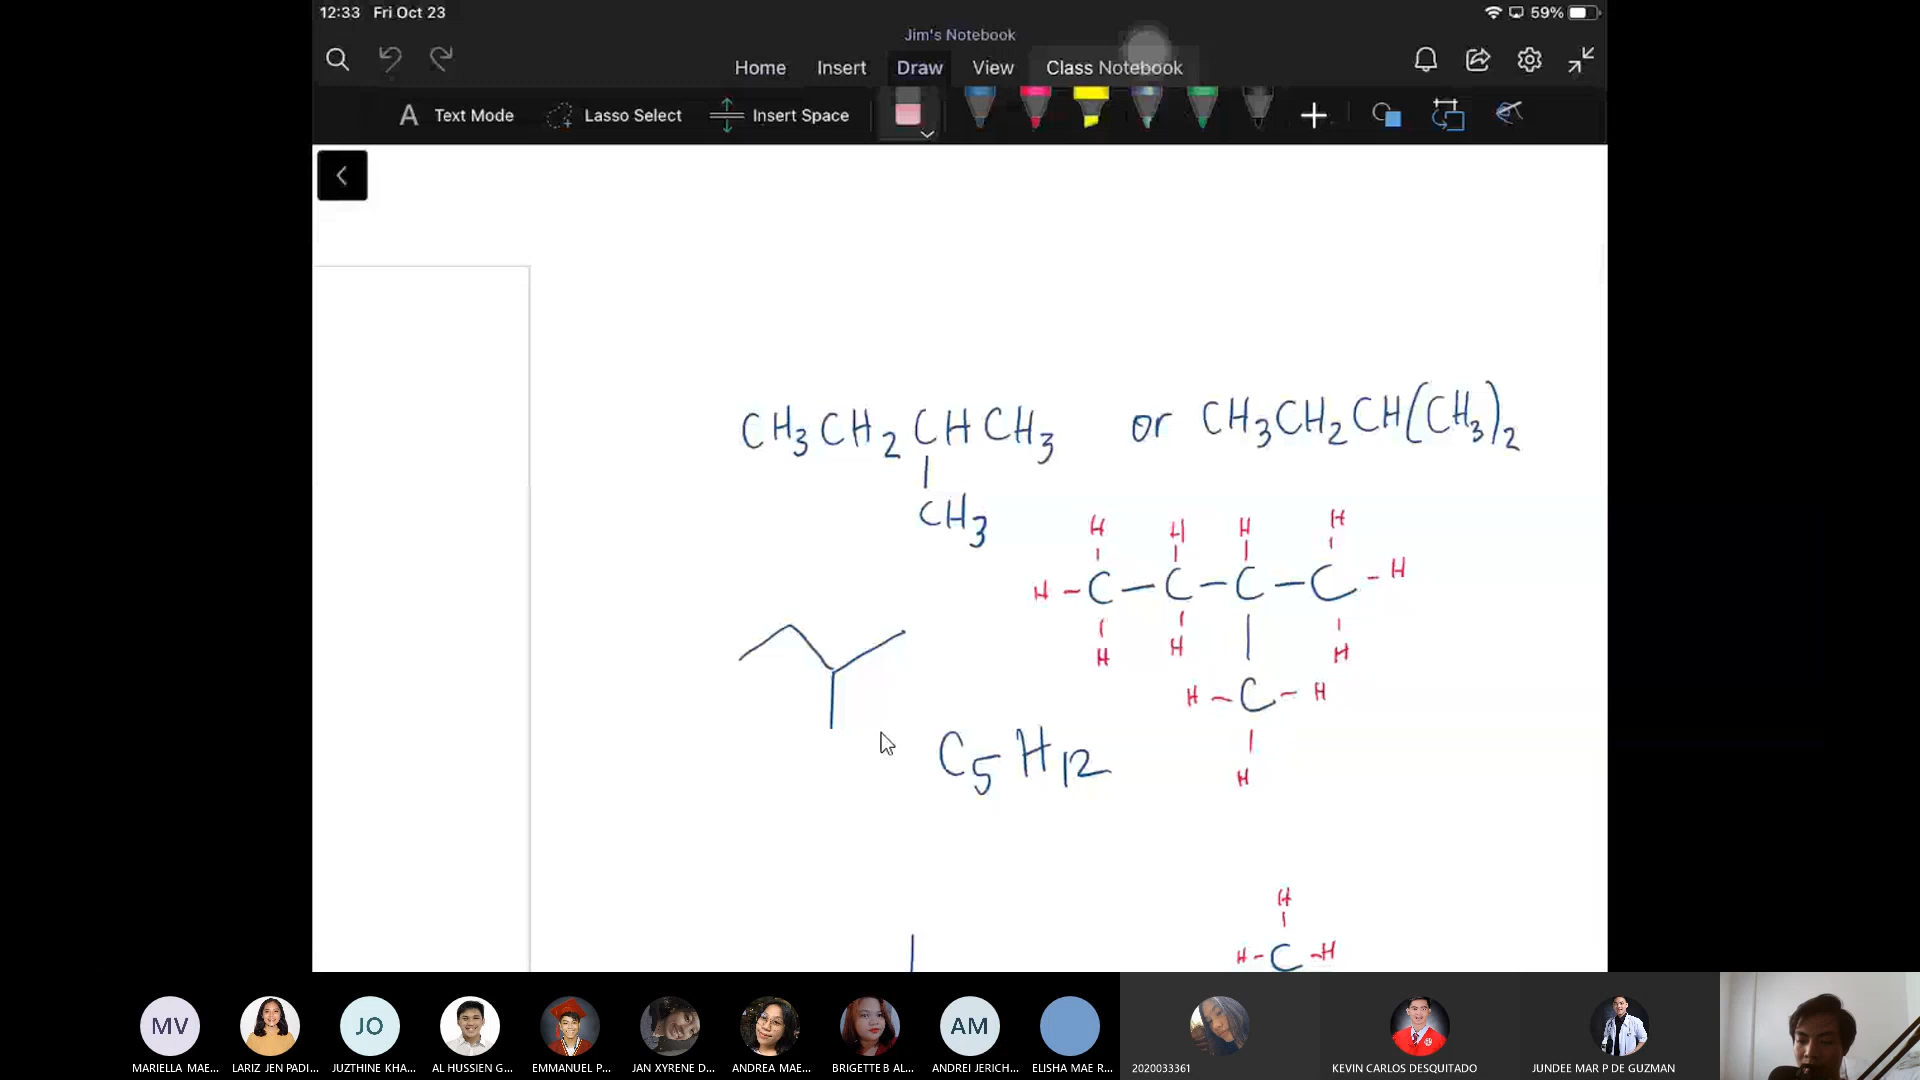 12:33 Fri Oct 23 59%
Jim's Notebook
Home Insert Draw View Class Notebook
A Text Mode Lasso Select Insert Space
CH3CH2CHCH3 or CH3CH2CH(CH3)2
CH3
H H H H
H - C - C - C - C - H
H H H
H - C - H
C5H12
H
H
H - C - H
MV JO AM
MARIELLA MAE... LARIZ JEN PADI... JUZTHINE KHA... AL HUSSIEN G... EMMANUEL P... JAN XYRENE D... ANDREA MAE... BRIGETTE B AL... ANDREI JERICH... ELISHA MAE R... 2020033361 KEVIN CARLOS DESQUITADO JUNDEE MAR P DE GUZMAN